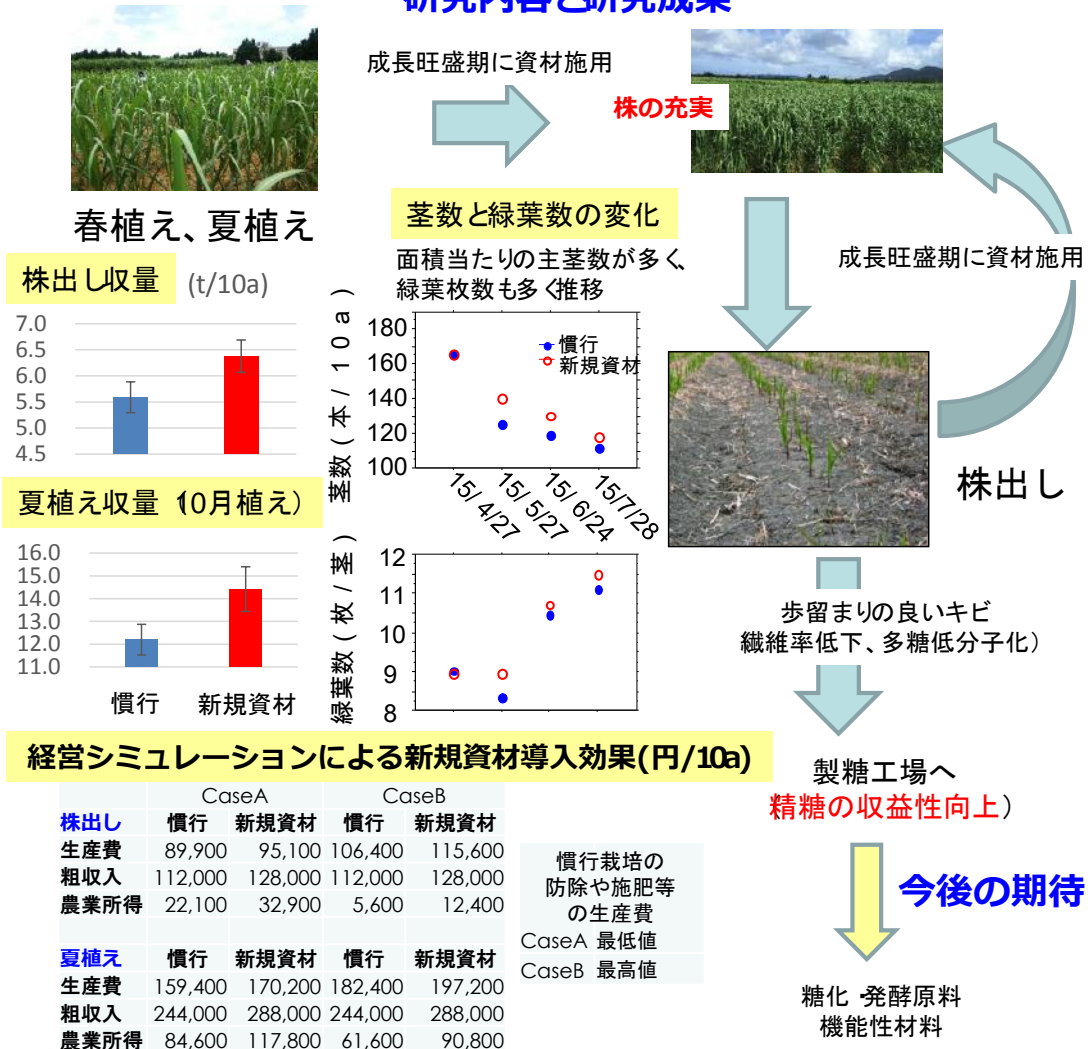 研究内容と研究成果
成長旺盛期に資材施用
株の充実
春植え、夏植え
茎数と緑葉数の変化
面積当たりの主茎数が多く、
緑葉枚数も多く推移
成長旺盛期に資材施用
株出し収量 (t/10a)
7.0
6.5
6.0
5.5
5.0
4.5
茎数(本/10a)
180
160
140
120
100
慣行
新規資材
15/4/27
15/5/27
15/6/24
15/7/28
株出し
夏植え収量(10月植え)
16.0
15.0
14.0
13.0
12.0
11.0
慣行 新規資材
緑葉数(枚/茎)
12
11
10
9
8
歩留まりの良いキビ
繊維率低下、多糖低分子化)
製糖工場へ
(精糖の収益性向上)
今後の期待
糖化・発酵原料
機能性材料
経営シミュレーションによる新規資材導入効果(円/10a)
CaseA CaseB
株出し 慣行 新規資材 慣行 新規資材
生産費 89,900 95,100 106,400 115,600
粗収入 112,000 128,000 112,000 128,000
農業所得 22,100 32,900 5,600 12,400
夏植え 慣行 新規資材 慣行 新規資材
生産費 159,400 170,200 182,400 197,200
粗収入 244,000 288,000 244,000 288,000
農業所得 84,600 117,800 61,600 90,800
慣行栽培の
防除や施肥等
の生産費
CaseA 最低値
CaseB 最高値